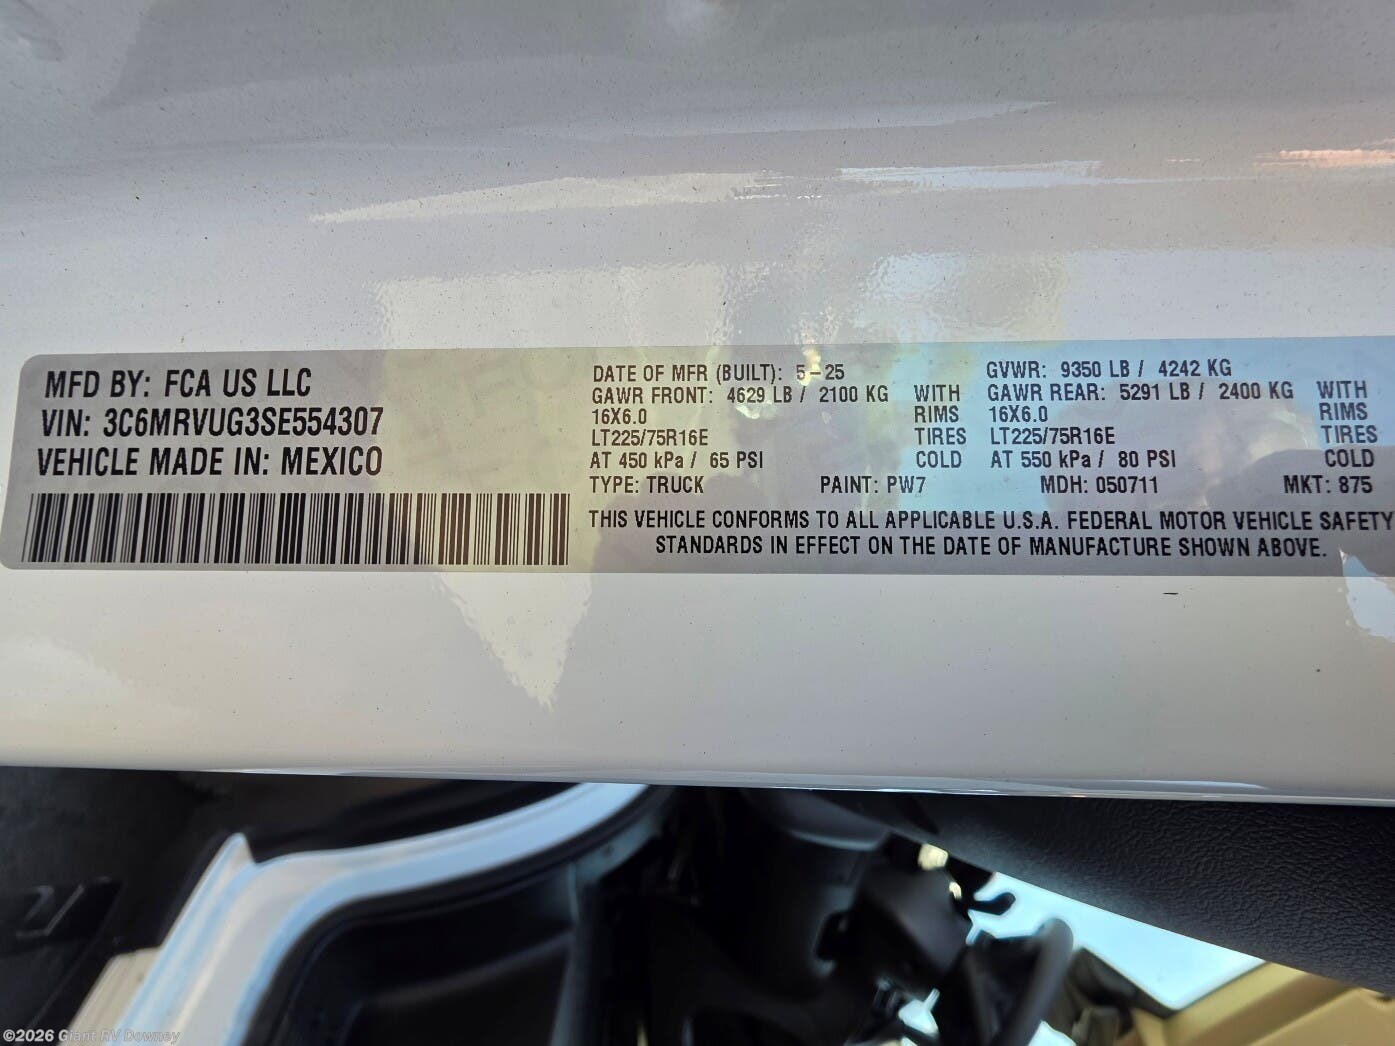 MFD BY: FCA US LLC
VIN: 3C6MRVUG3SE554307
VEHICLE MADE IN: MEXICO
DATE OF MFR (BUILT): 5-25
GAWR FRONT: 4629 LB / 2100 KG WITH
16X6.0 RIMS
LT225/75R16E TIRES
AT 450 kPa / 65 PSI COLD
GVWR: 9350 LB / 4242 KG
GAWR REAR: 5291 LB / 2400 KG WITH
16X6.0 RIMS
LT225/75R16E TIRES
AT 550 kPa / 80 PSI COLD
TYPE: TRUCK PAINT: PW7 MDH: 050711 MKT: 875
THIS VEHICLE CONFORMS TO ALL APPLICABLE U.S.A. FEDERAL MOTOR VEHICLE SAFETY
STANDARDS IN EFFECT ON THE DATE OF MANUFACTURE SHOWN ABOVE.
©2026 Giant RV Downey